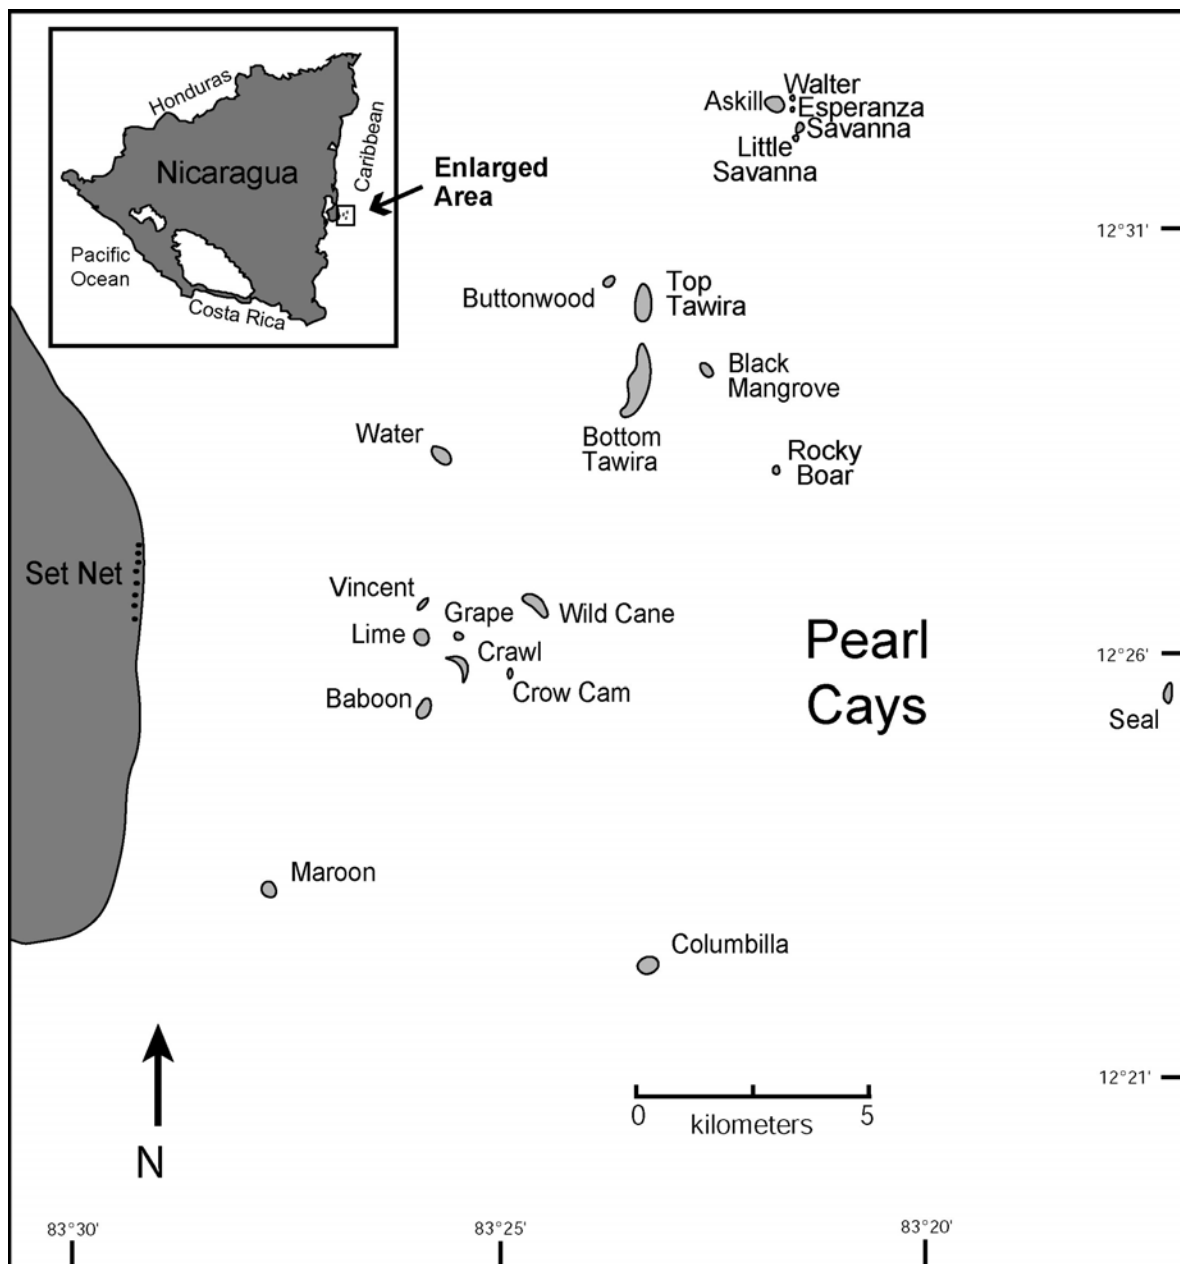 Honduras
Nicaragua
Caribbean
Enlarged
Area
Pacific
Ocean
Costa Rica
Askill
Walter
Esperanza
Savanna
Little
Savanna
12°31'
Buttonwood
Top
Tawira
Black
Mangrove
Water
Bottom
Tawira
Rocky
Boar
Set Net
Vincent
Grape
Wild Cane
Lime
Crawl
Pearl
Cays
12°26'
Baboon
Crow Cam
Seal
Maroon
Columbilla
12°21'
0
5
kilometers
N
83°30'
83°25'
83°20'